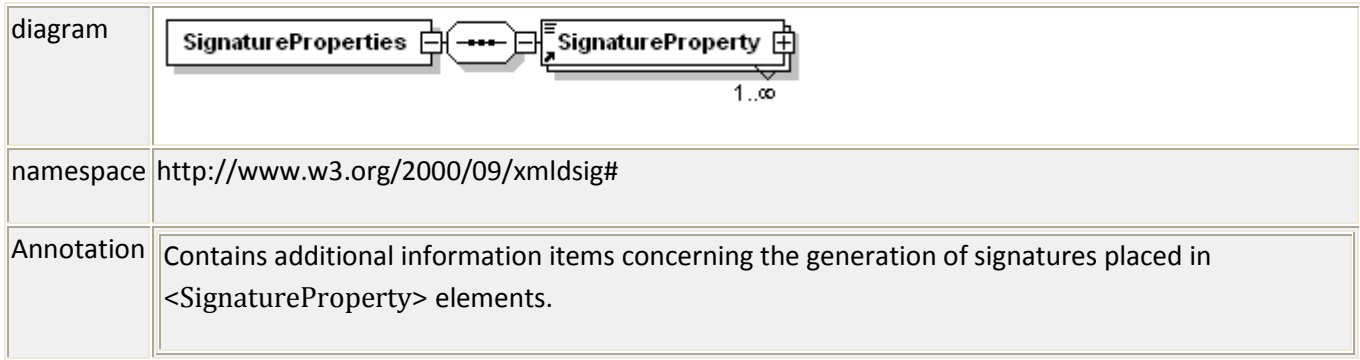 diagram
SignatureProperties
SignatureProperty
1..∞
namespace http://www.w3.org/2000/09/xmldsig#
Annotation
Contains additional information items concerning the generation of signatures placed in
<SignatureProperty> elements.